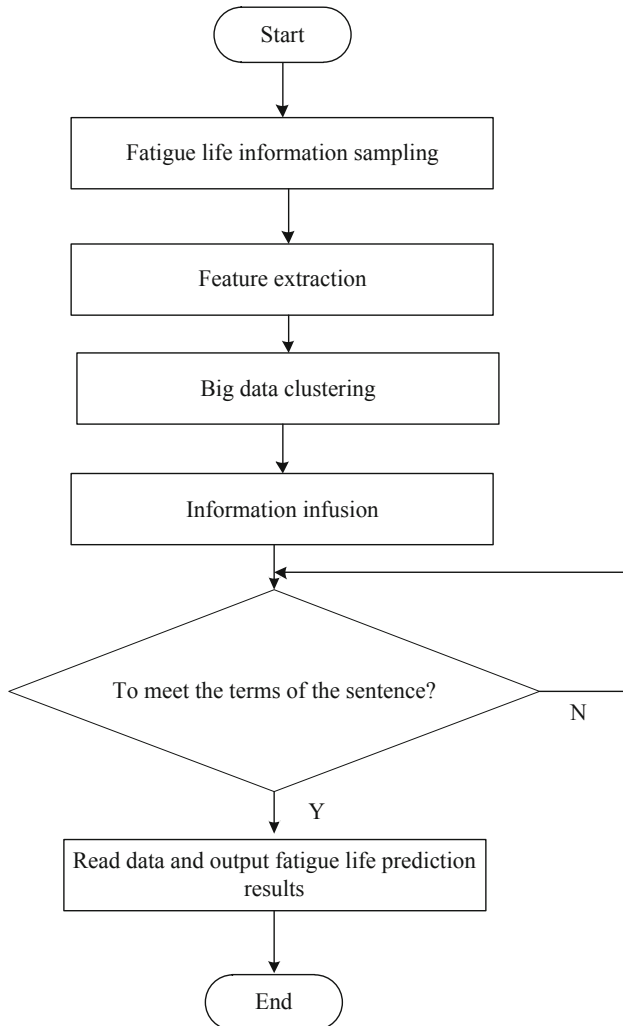 Start
Fatigue life information sampling
Feature extraction
Big data clustering
Information infusion
To meet the terms of the sentence?
N
Y
Read data and output fatigue life prediction
results
End